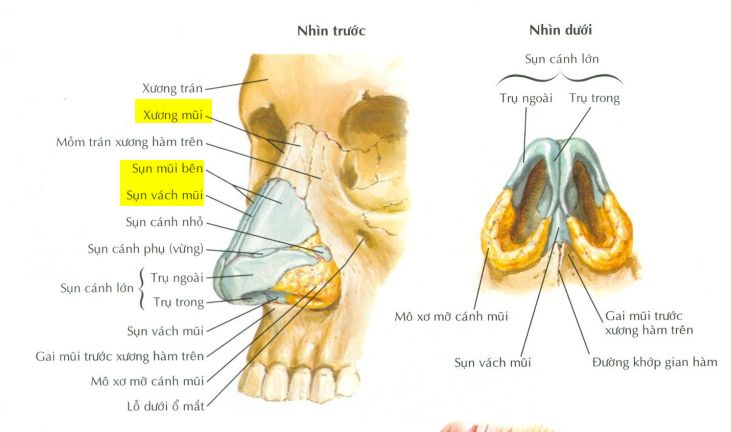 Nhìn trước
Xương trán
Xương mũi
Mỏm trán xương hàm trên
Sụn mũi bên
Sụn vách mũi
Sụn cánh nhỏ
Sụn cánh phụ (vừng)
Sụn cánh lớn
Trụ ngoài
Trụ trong
Sụn vách mũi
Gai mũi trước xương hàm trên
Mô xơ mỡ cánh mũi
Lỗ dưới ổ mắt
Nhìn dưới
Sụn cánh lớn
Trụ ngoài Trụ trong
Mô xơ mỡ cánh mũi
Gai mũi trước
xương hàm trên
Sụn vách mũi
Đường khớp gian hàm